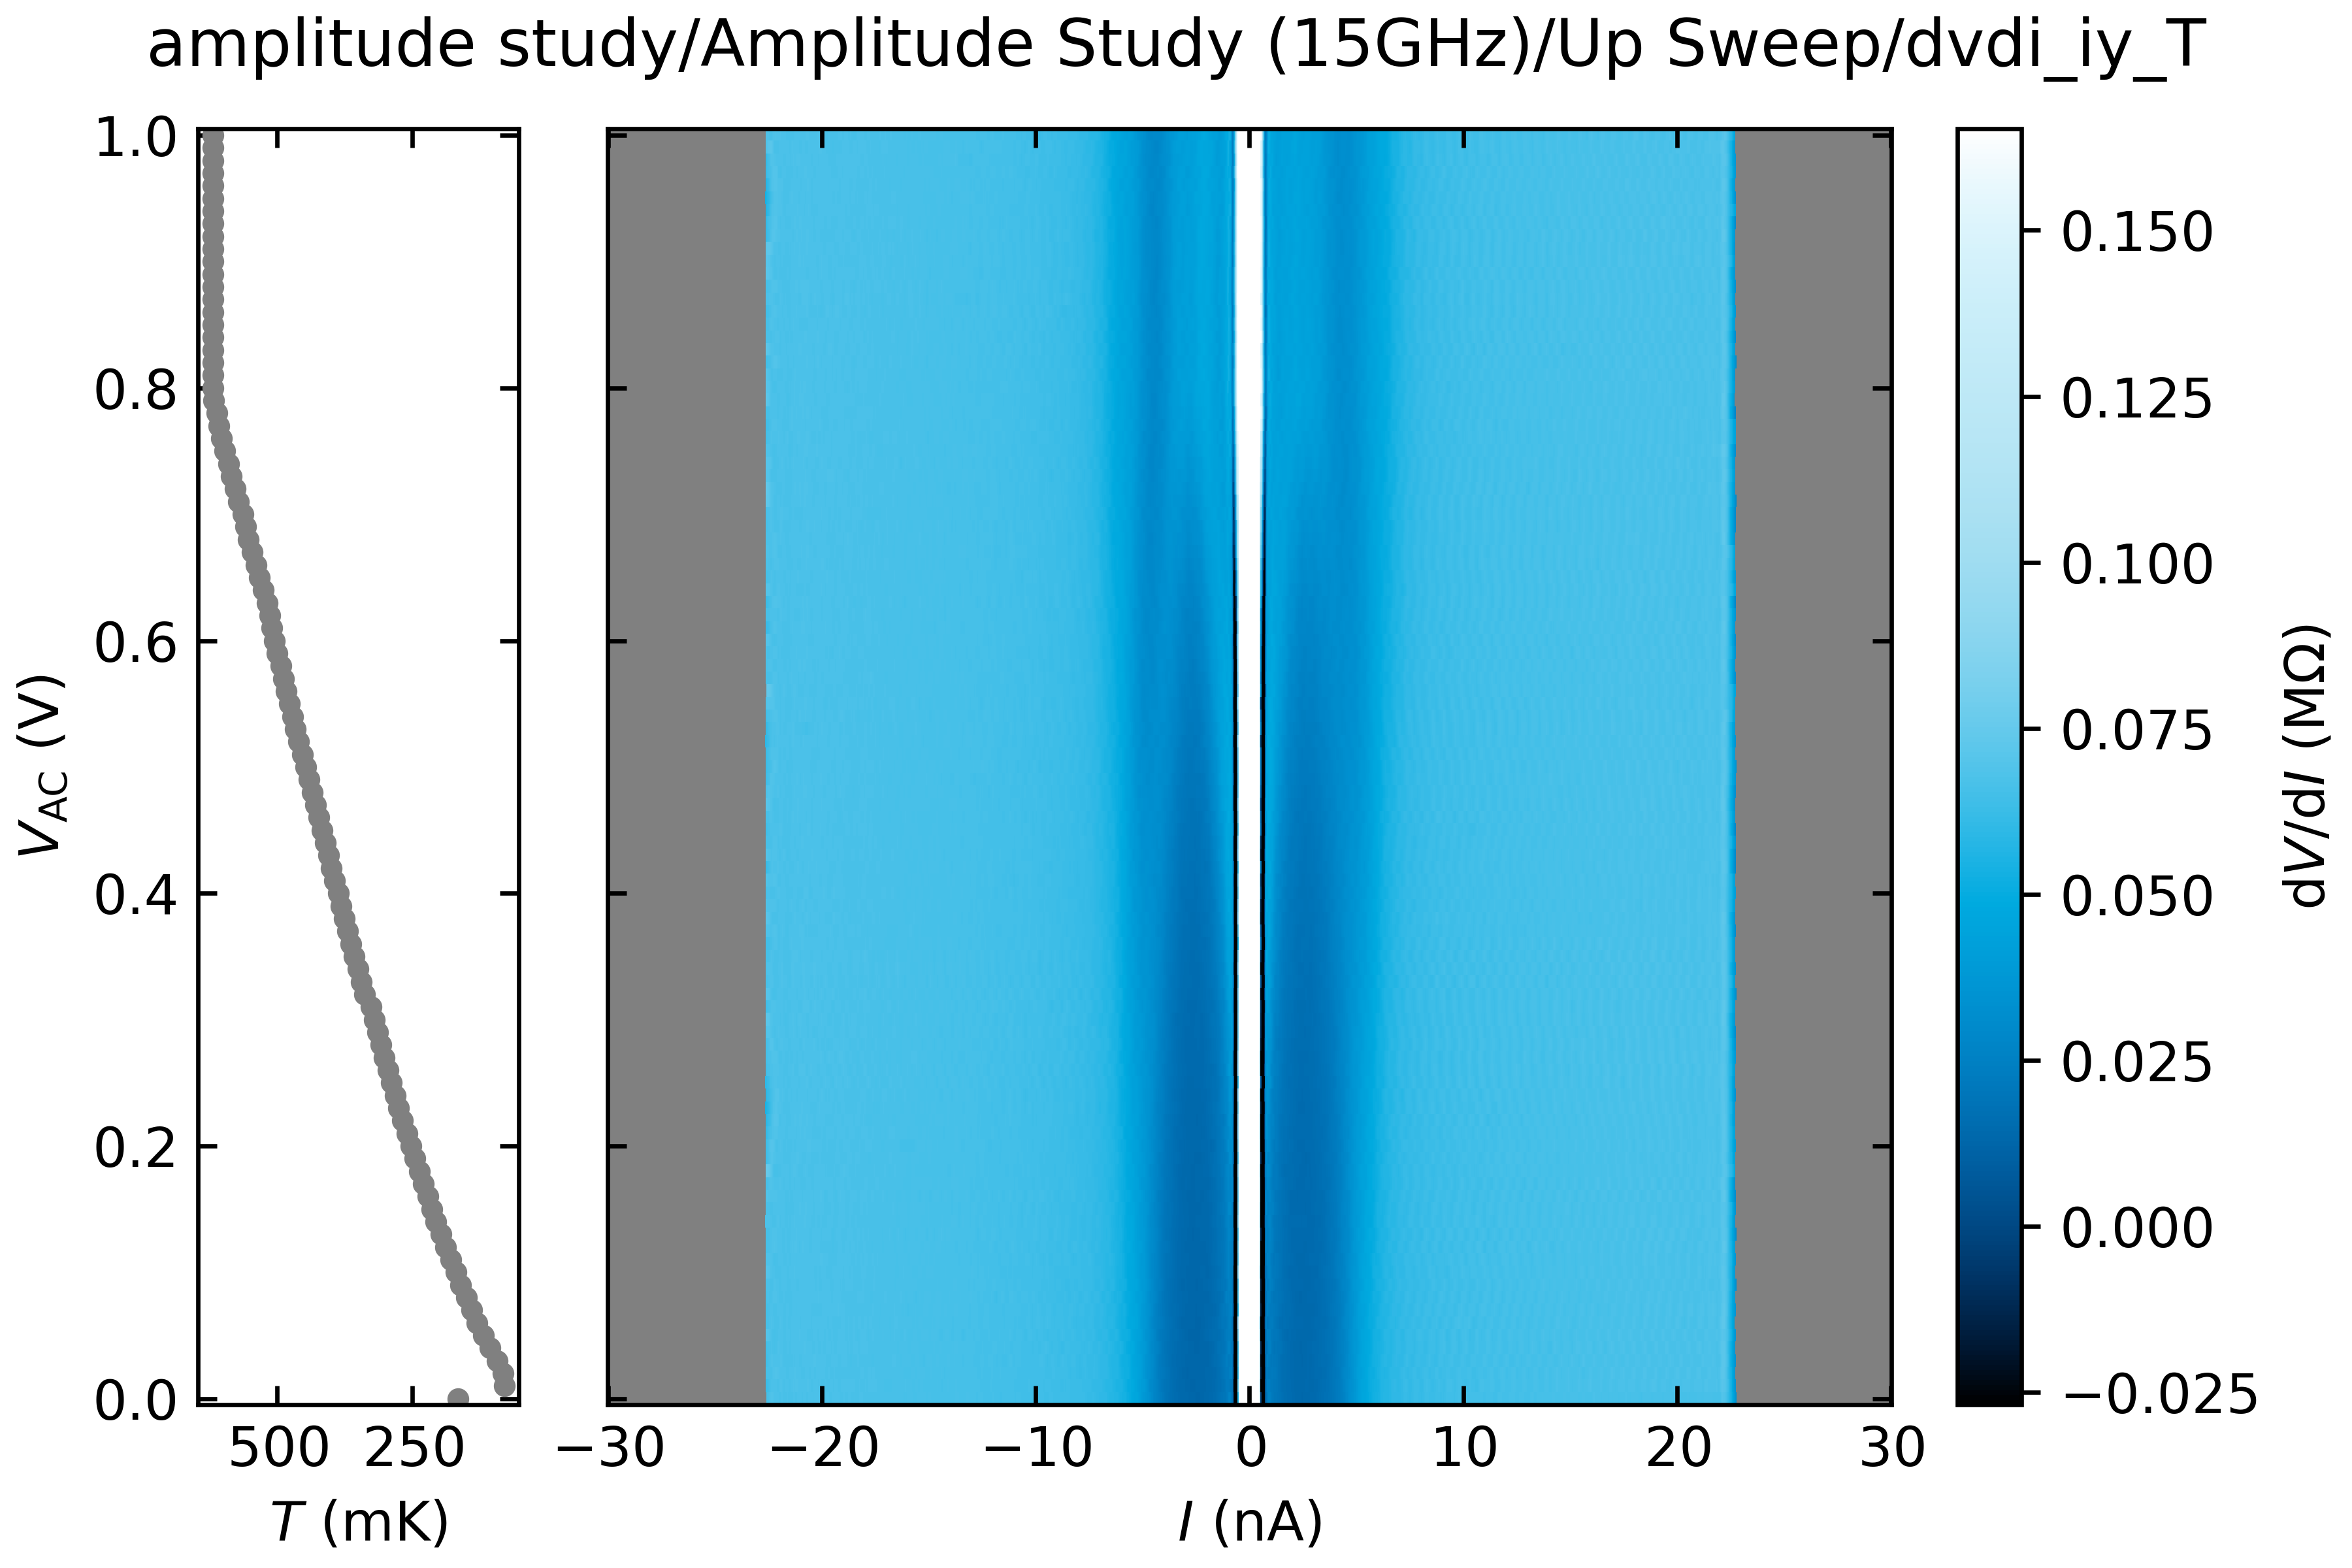 amplitude study/Amplitude Study (15GHz)/Up Sweep/dvdi_iy_T
1.0
0.8
0.6
0.4
0.2
0.0
V_AC (V)
500 250
T (mK)
−30 −20 −10 0 10 20 30
I (nA)
0.150
0.125
0.100
0.075
0.050
0.025
0.000
−0.025
dV/dI (MΩ)